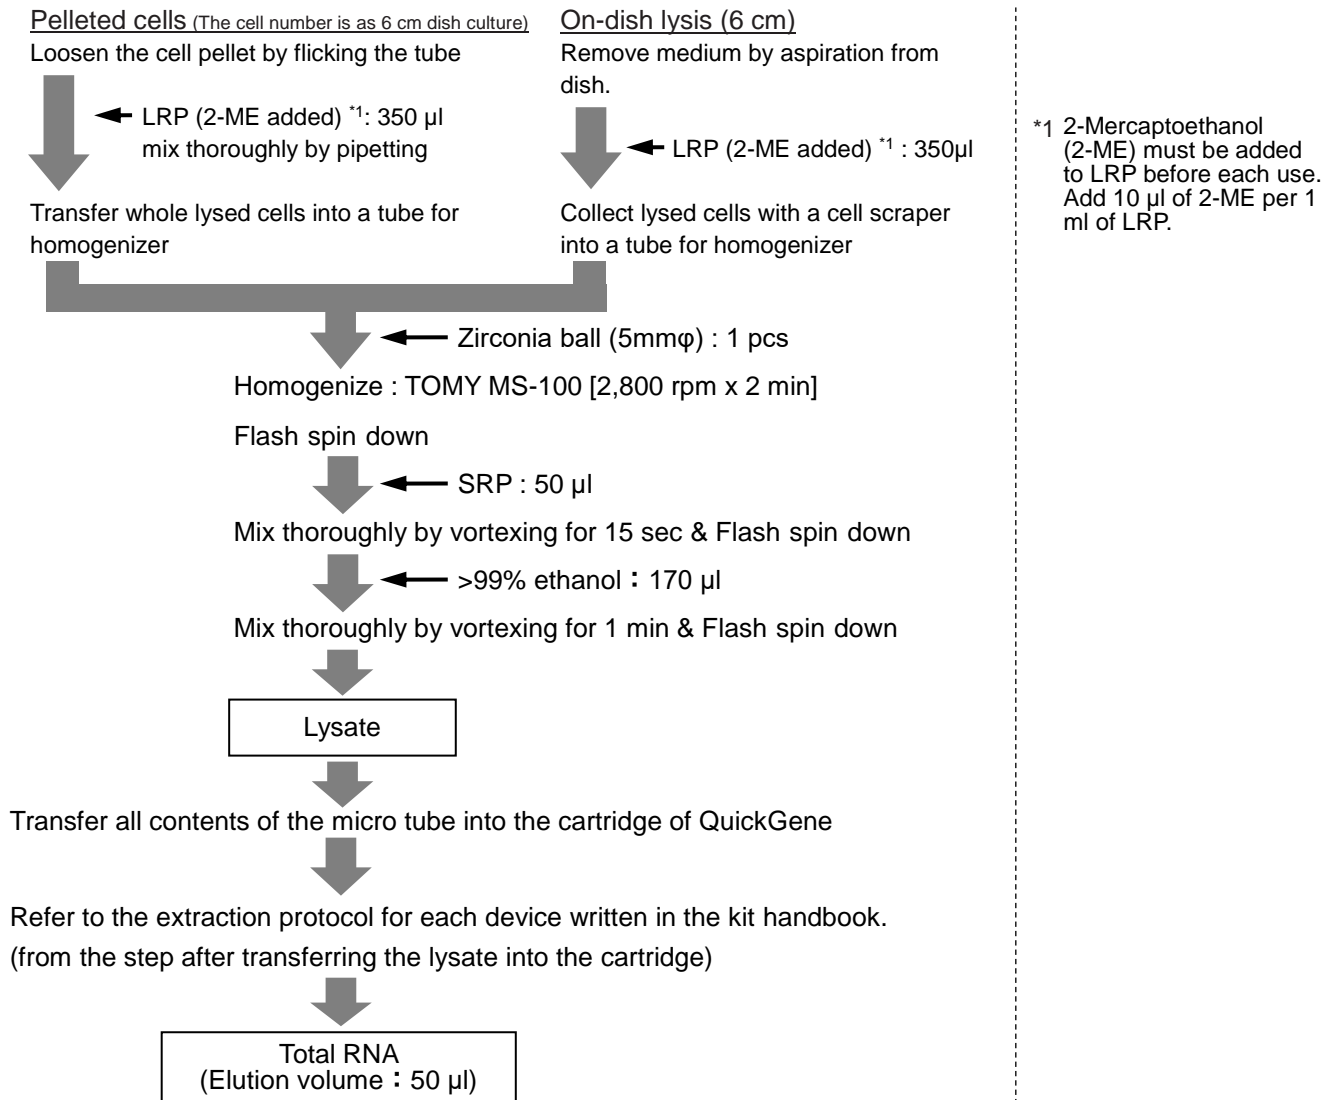 Pelleted cells (The cell number is as 6 cm dish culture)
Loosen the cell pellet by flicking the tube
LRP (2-ME added) *1: 350 μl
mix thoroughly by pipetting
Transfer whole lysed cells into a tube for
homogenizer
On-dish lysis (6 cm)
Remove medium by aspiration from
dish.
LRP (2-ME added) *1 : 350μl
Collect lysed cells with a cell scraper
into a tube for homogenizer
*1 2-Mercaptoethanol
(2-ME) must be added
to LRP before each use.
Add 10 μl of 2-ME per 1
ml of LRP.
Zirconia ball (5mmφ) : 1 pcs
Homogenize : TOMY MS-100 [2,800 rpm x 2 min]
Flash spin down
SRP : 50 μl
Mix thoroughly by vortexing for 15 sec & Flash spin down
>99% ethanol：170 μl
Mix thoroughly by vortexing for 1 min & Flash spin down
Lysate
Transfer all contents of the micro tube into the cartridge of QuickGene
Refer to the extraction protocol for each device written in the kit handbook.
(from the step after transferring the lysate into the cartridge)
Total RNA
(Elution volume：50 μl)